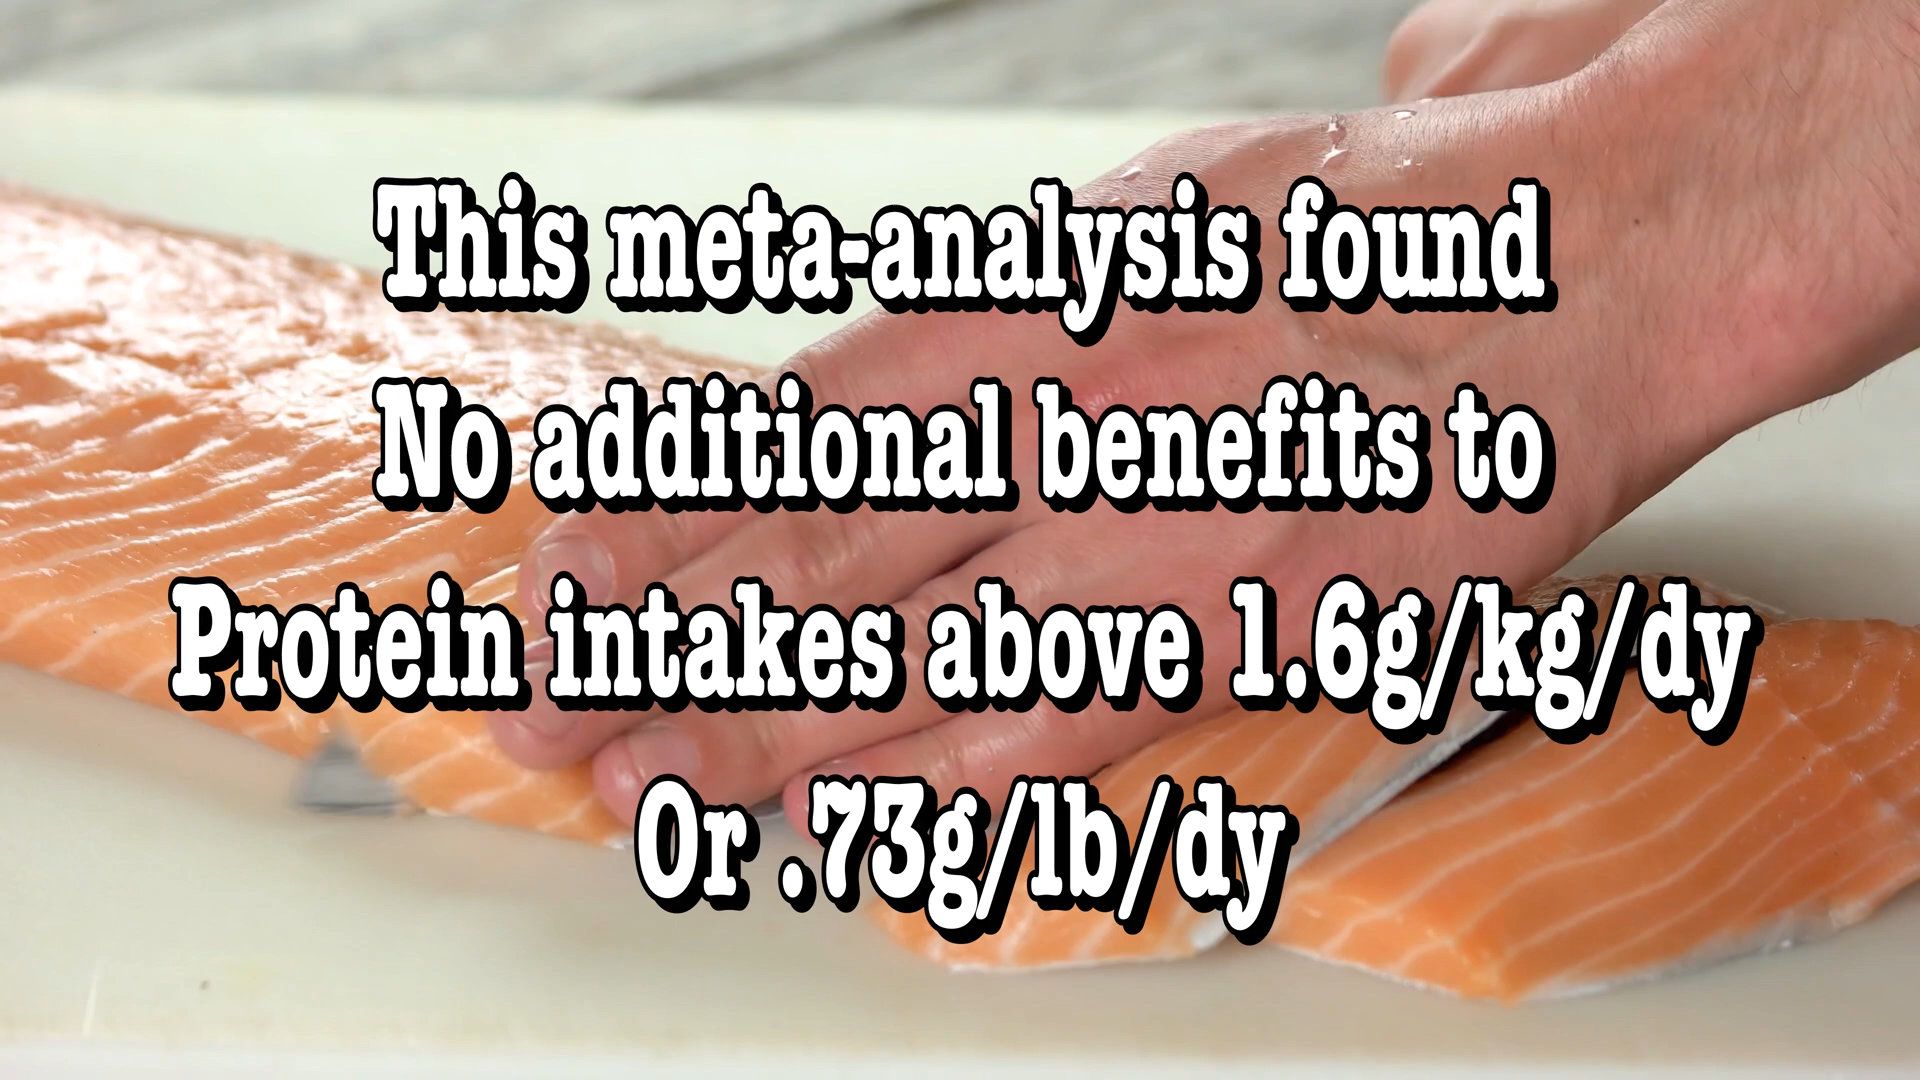 This meta-analysis found
No additional benefits to
Protein intakes above 1.6g/kg/dy
Or .73g/lb/dy